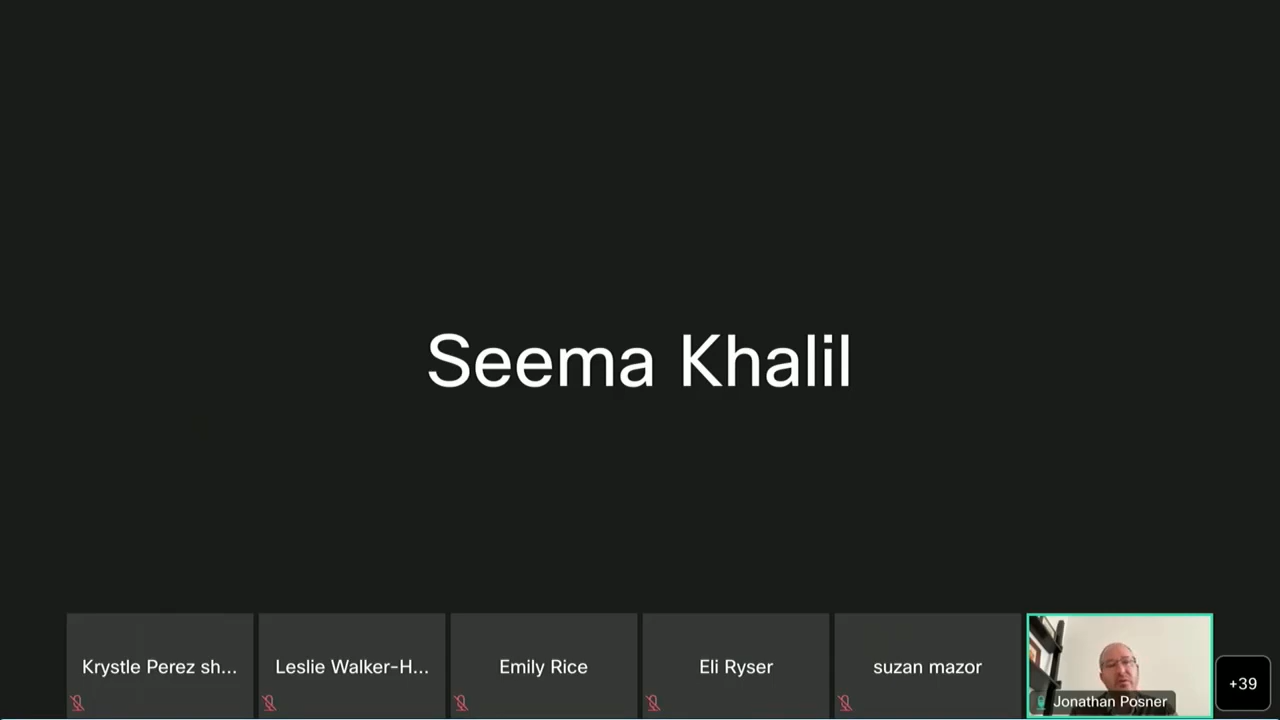 Seema Khalil
Krystle Perez sh...
Leslie Walker-H...
Emily Rice
Eli Ryser
suzan mazor
Jonathan Posner
+39